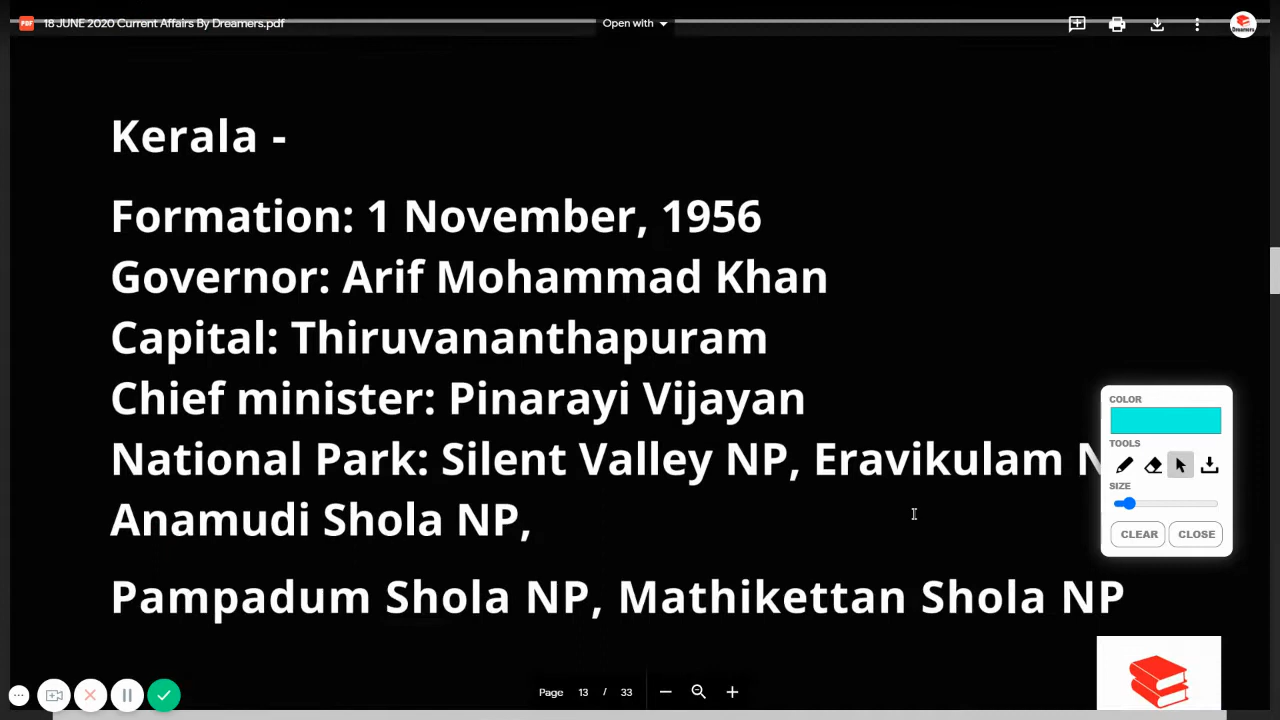 18 JUNE 2020 Current Affairs By Dreamers.pdf
Open with
Kerala -
Formation: 1 November, 1956
Governor: Arif Mohammad Khan
Capital: Thiruvananthapuram
Chief minister: Pinarayi Vijayan
National Park: Silent Valley NP, Eravikulam N
Anamudi Shola NP,
Pampadum Shola NP, Mathikettan Shola NP
COLOR
TOOLS
SIZE
CLEAR CLOSE
Page 13 / 33